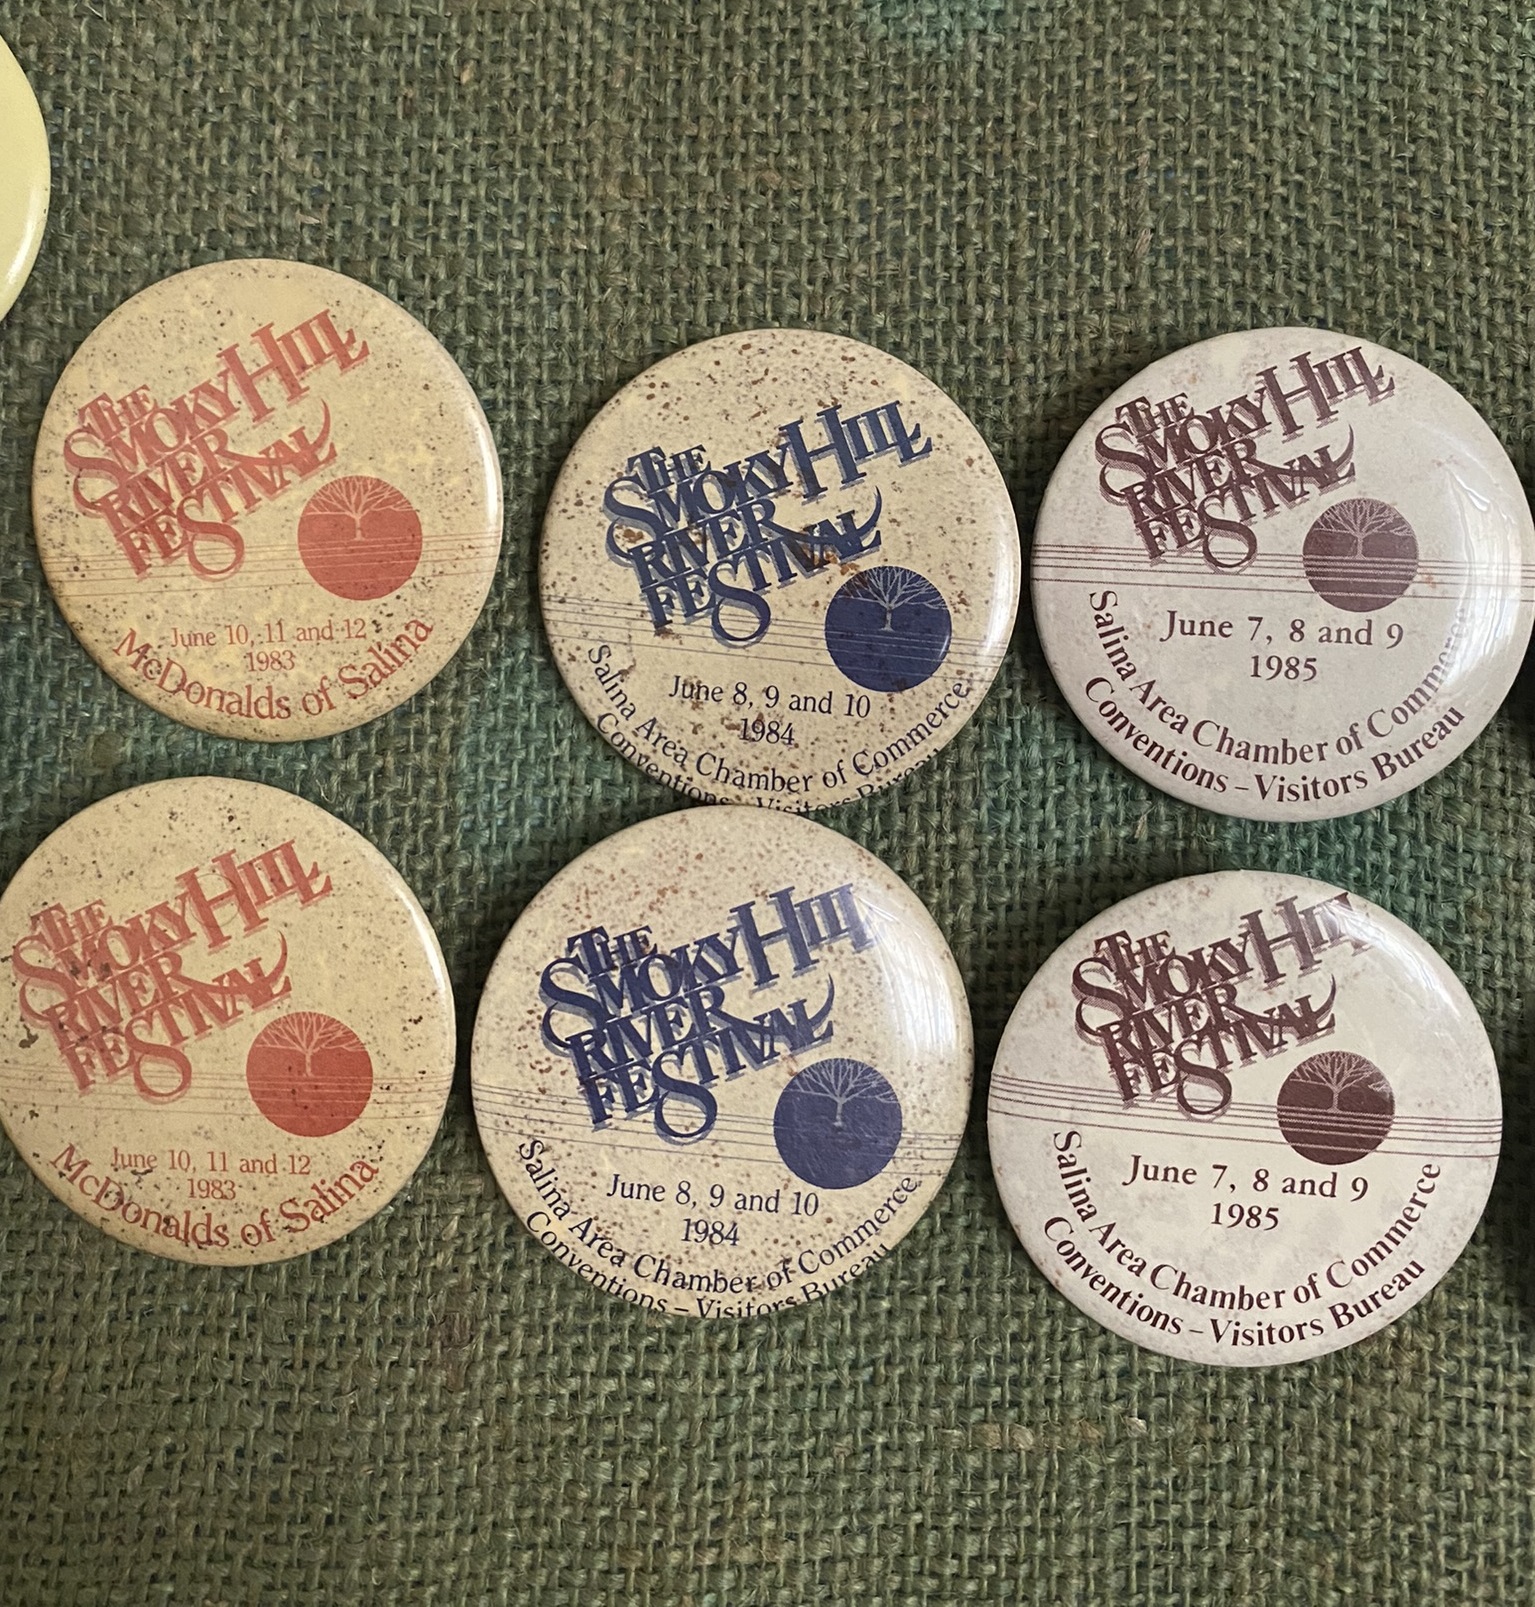 THE
SMOKY HILL
RIVER
FESTIVAL
June 10, 11 and 12
1983
McDonalds of Salina
THE
SMOKY HILL
RIVER
FESTIVAL
June 8, 9 and 10
1984
Salina Area Chamber of Commerce
Conventions - Visitors Bureau
THE
SMOKY HILL
RIVER
FESTIVAL
June 7, 8 and 9
1985
Salina Area Chamber of Commerce
Conventions - Visitors Bureau
THE
SMOKY HILL
RIVER
FESTIVAL
June 10, 11 and 12
1983
McDonalds of Salina
THE
SMOKY HILL
RIVER
FESTIVAL
June 8, 9 and 10
1984
Salina Area Chamber of Commerce
Conventions - Visitors Bureau
THE
SMOKY HILL
RIVER
FESTIVAL
June 7, 8 and 9
1985
Salina Area Chamber of Commerce
Conventions - Visitors Bureau